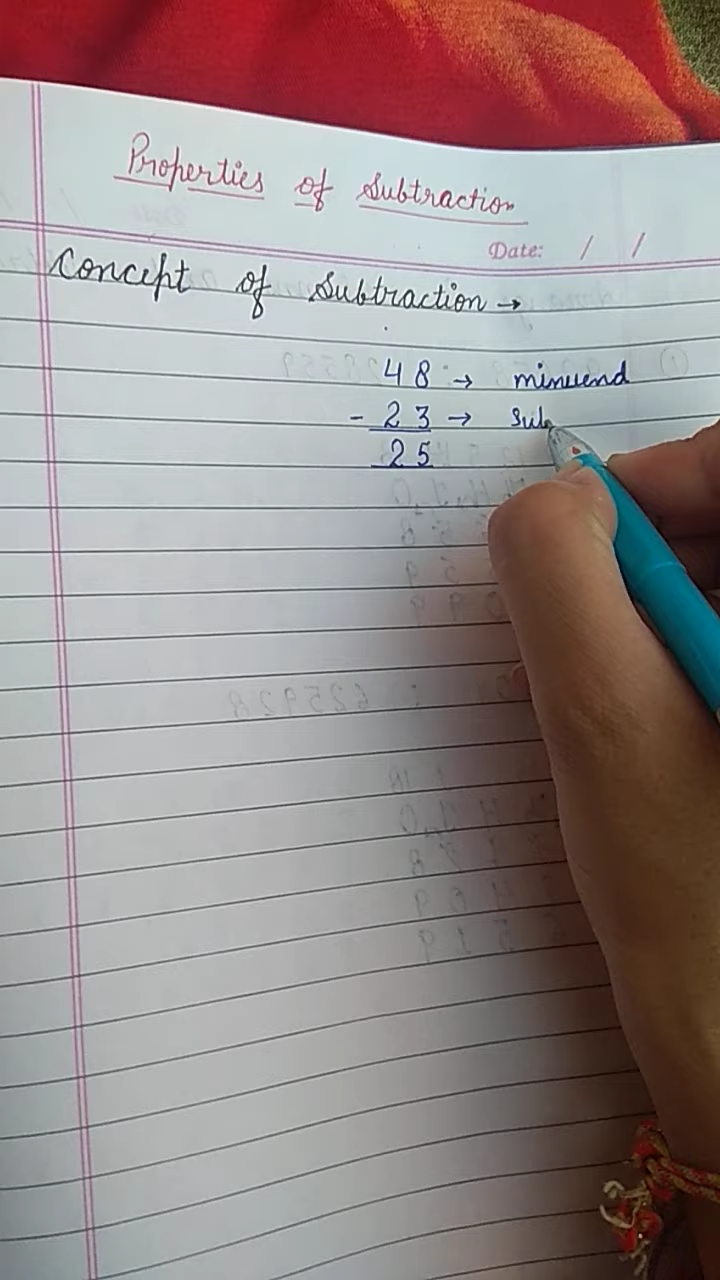 Properties of Subtraction
Date: / /
Concept of Subtraction →
48 → minuend
- 23 → Sub
25